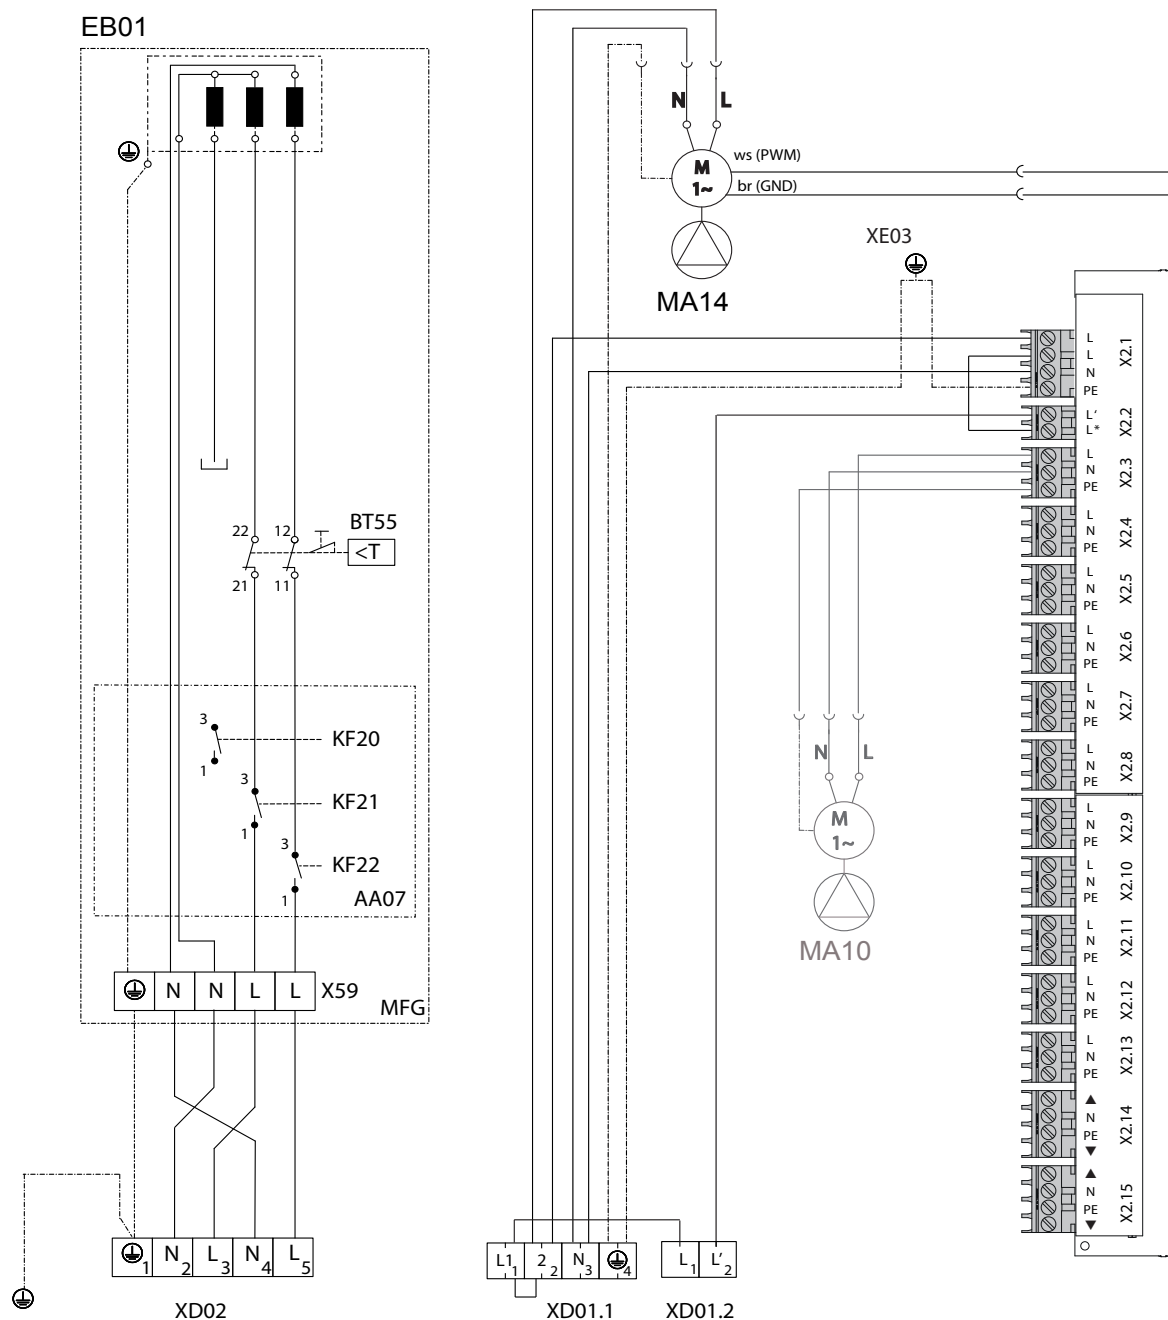 EB01
N L
M
1~
ws (PWM)
br (GND)
MA14
XE03
L
L
N
PE
X2.1
L'
L*
X2.2
L
N
PE
X2.3
L
N
PE
X2.4
L
N
PE
X2.5
L
N
PE
X2.6
L
N
PE
X2.7
L
N
PE
X2.8
L
N
PE
X2.9
L
N
PE
X2.10
L
N
PE
X2.11
L
N
PE
X2.12
L
N
PE
X2.13
▲
N
PE
▼
X2.14
▲
N
PE
▼
X2.15
22 12
BT55
<T
21 11
3
1
KF20
3
1
KF21
3
1
KF22
AA07
N N L L X59
MFG
N L
M
1~
MA10
1 N2 L3 N4 L5
XD02
L1 1 2 2 N3 4
XD01.1
L1 L'2
XD01.2